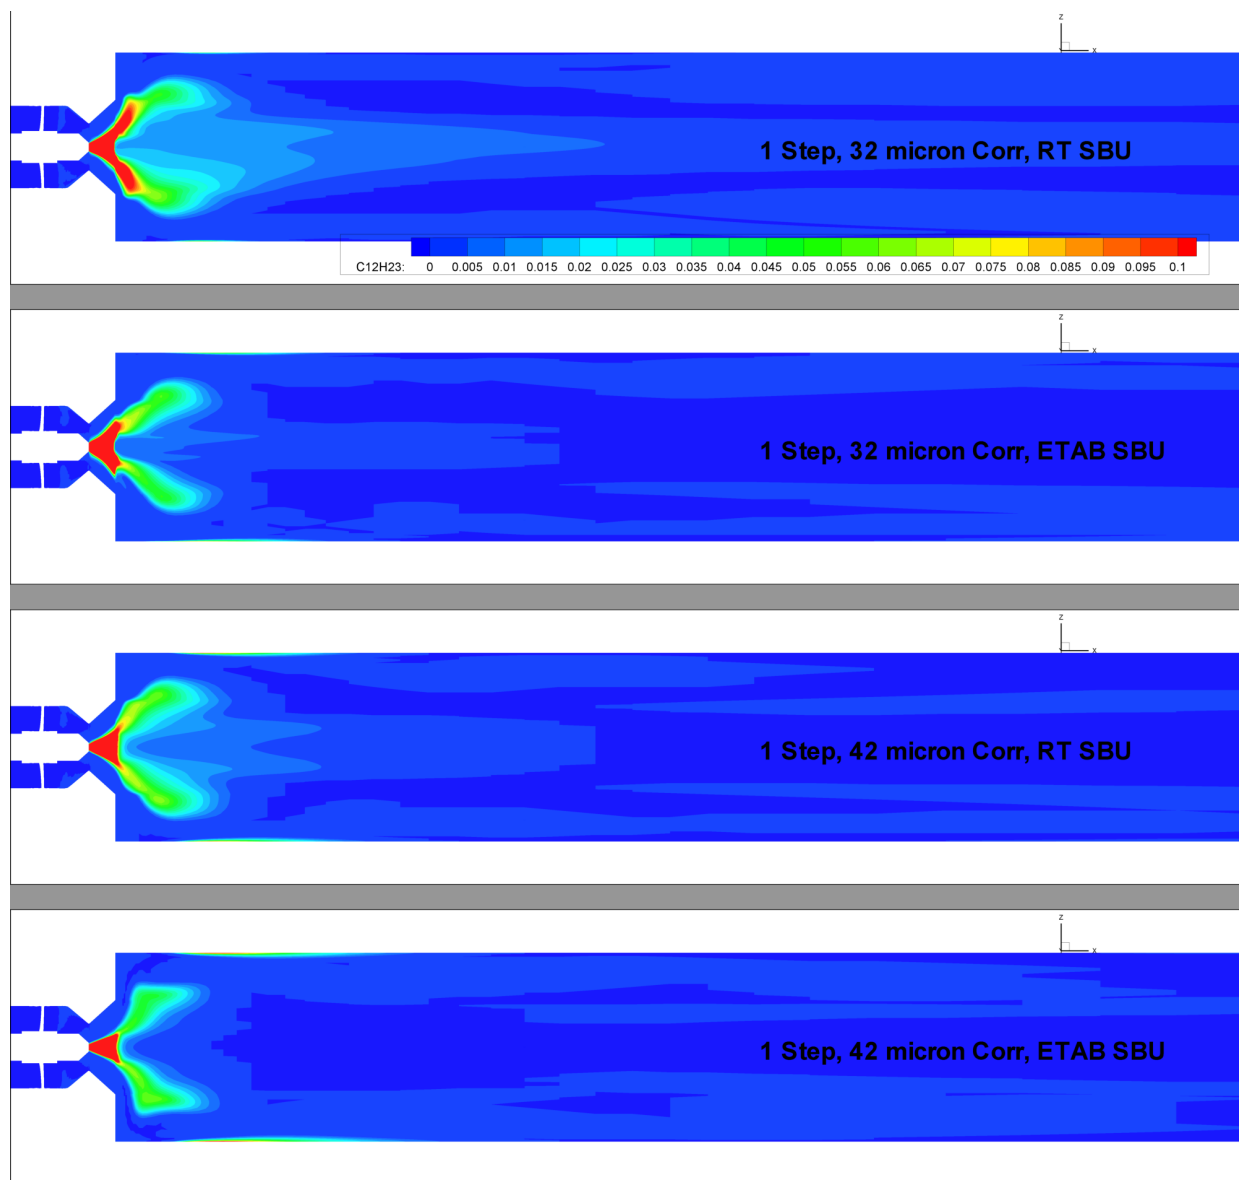 z
x
1 Step, 32 micron Corr, RT SBU
C12H23: 0 0.005 0.01 0.015 0.02 0.025 0.03 0.035 0.04 0.045 0.05 0.055 0.06 0.065 0.07 0.075 0.08 0.085 0.09 0.095 0.1
z
x
1 Step, 32 micron Corr, ETAB SBU
z
x
1 Step, 42 micron Corr, RT SBU
z
x
1 Step, 42 micron Corr, ETAB SBU